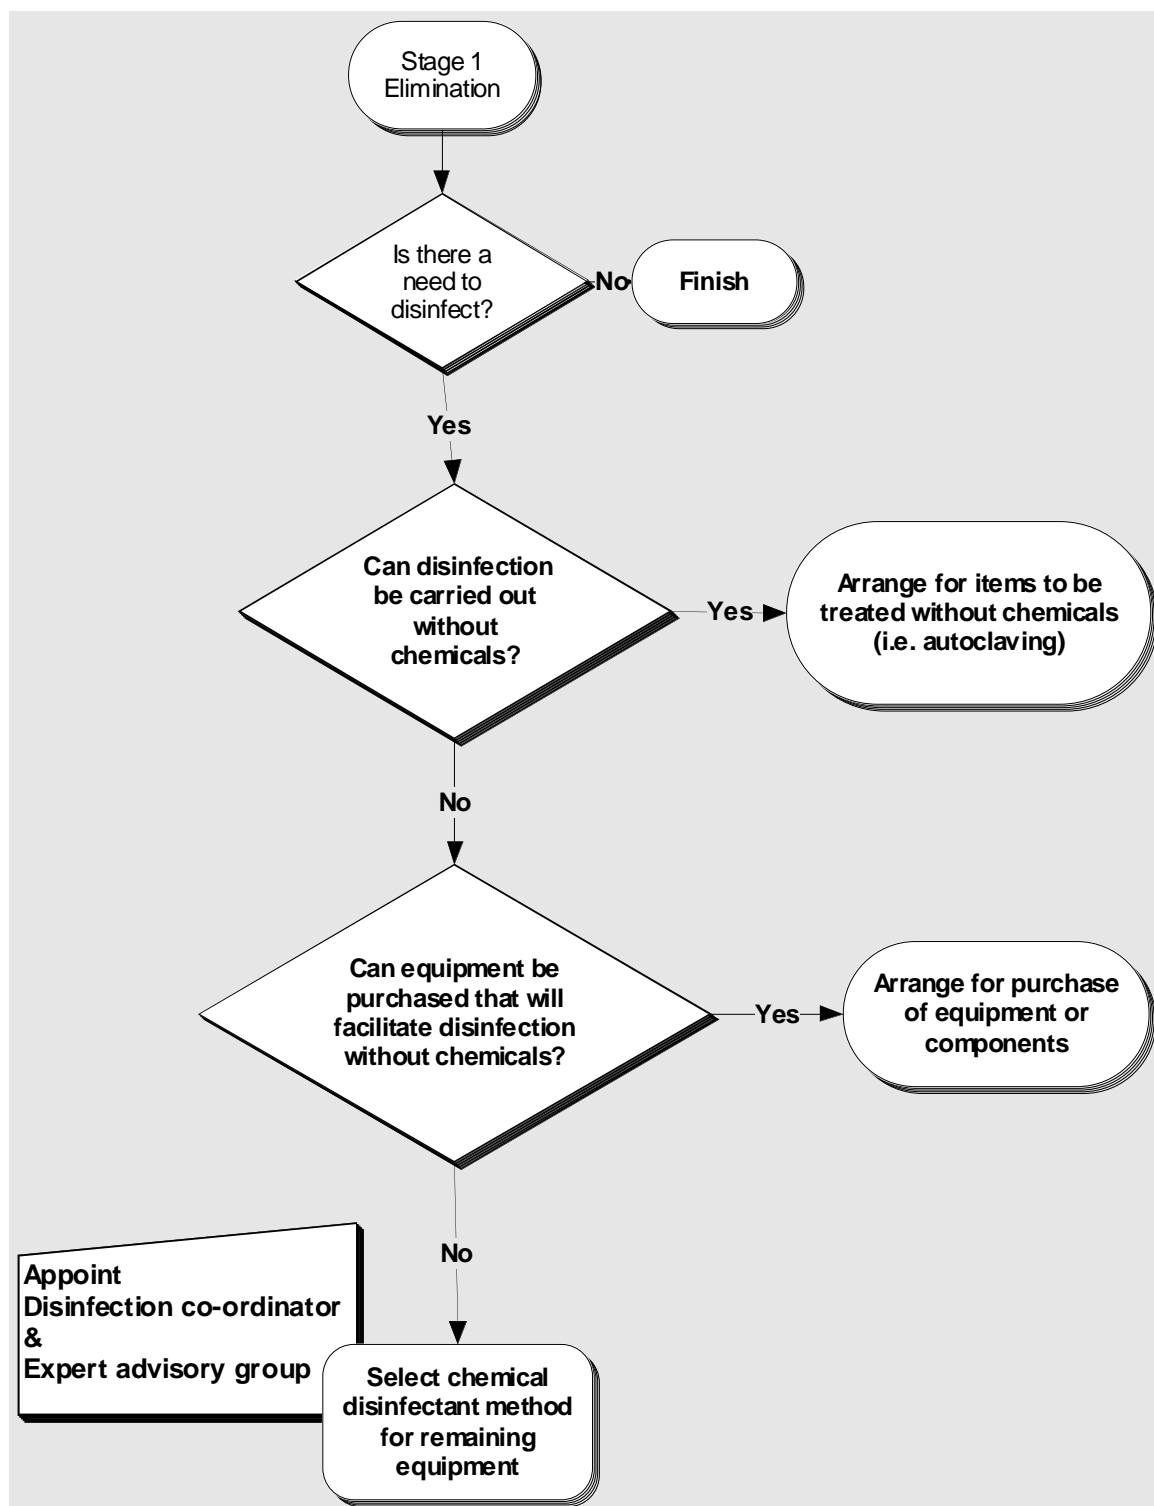 Stage 1
Elimination
Is there a
need to
disinfect?
No
Finish
Yes
Can disinfection
be carried out
without
chemicals?
Yes
Arrange for items to be
treated without chemicals
(i.e. autoclaving)
No
Can equipment be
purchased that will
facilitate disinfection
without chemicals?
Yes
Arrange for purchase
of equipment or
components
No
Appoint
Disinfection co-ordinator
&
Expert advisory group
Select chemical
disinfectant method
for remaining
equipment